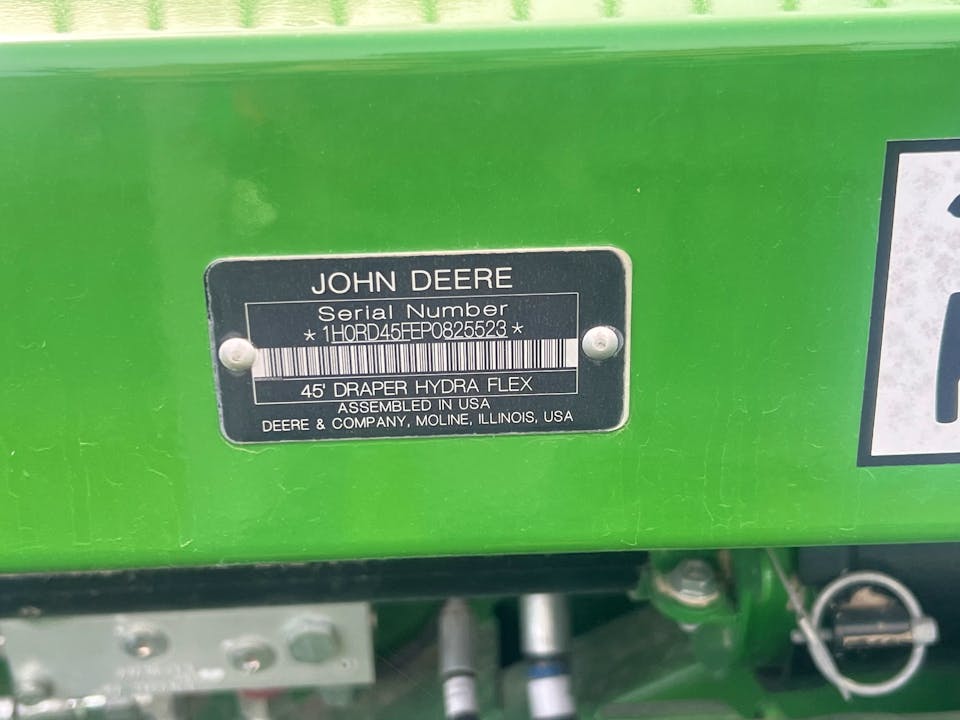 JOHN DEERE
Serial Number
*1H0RD45FEP0825523*
45' DRAPER HYDRA FLEX
ASSEMBLED IN USA
DEERE & COMPANY, MOLINE, ILLINOIS, USA